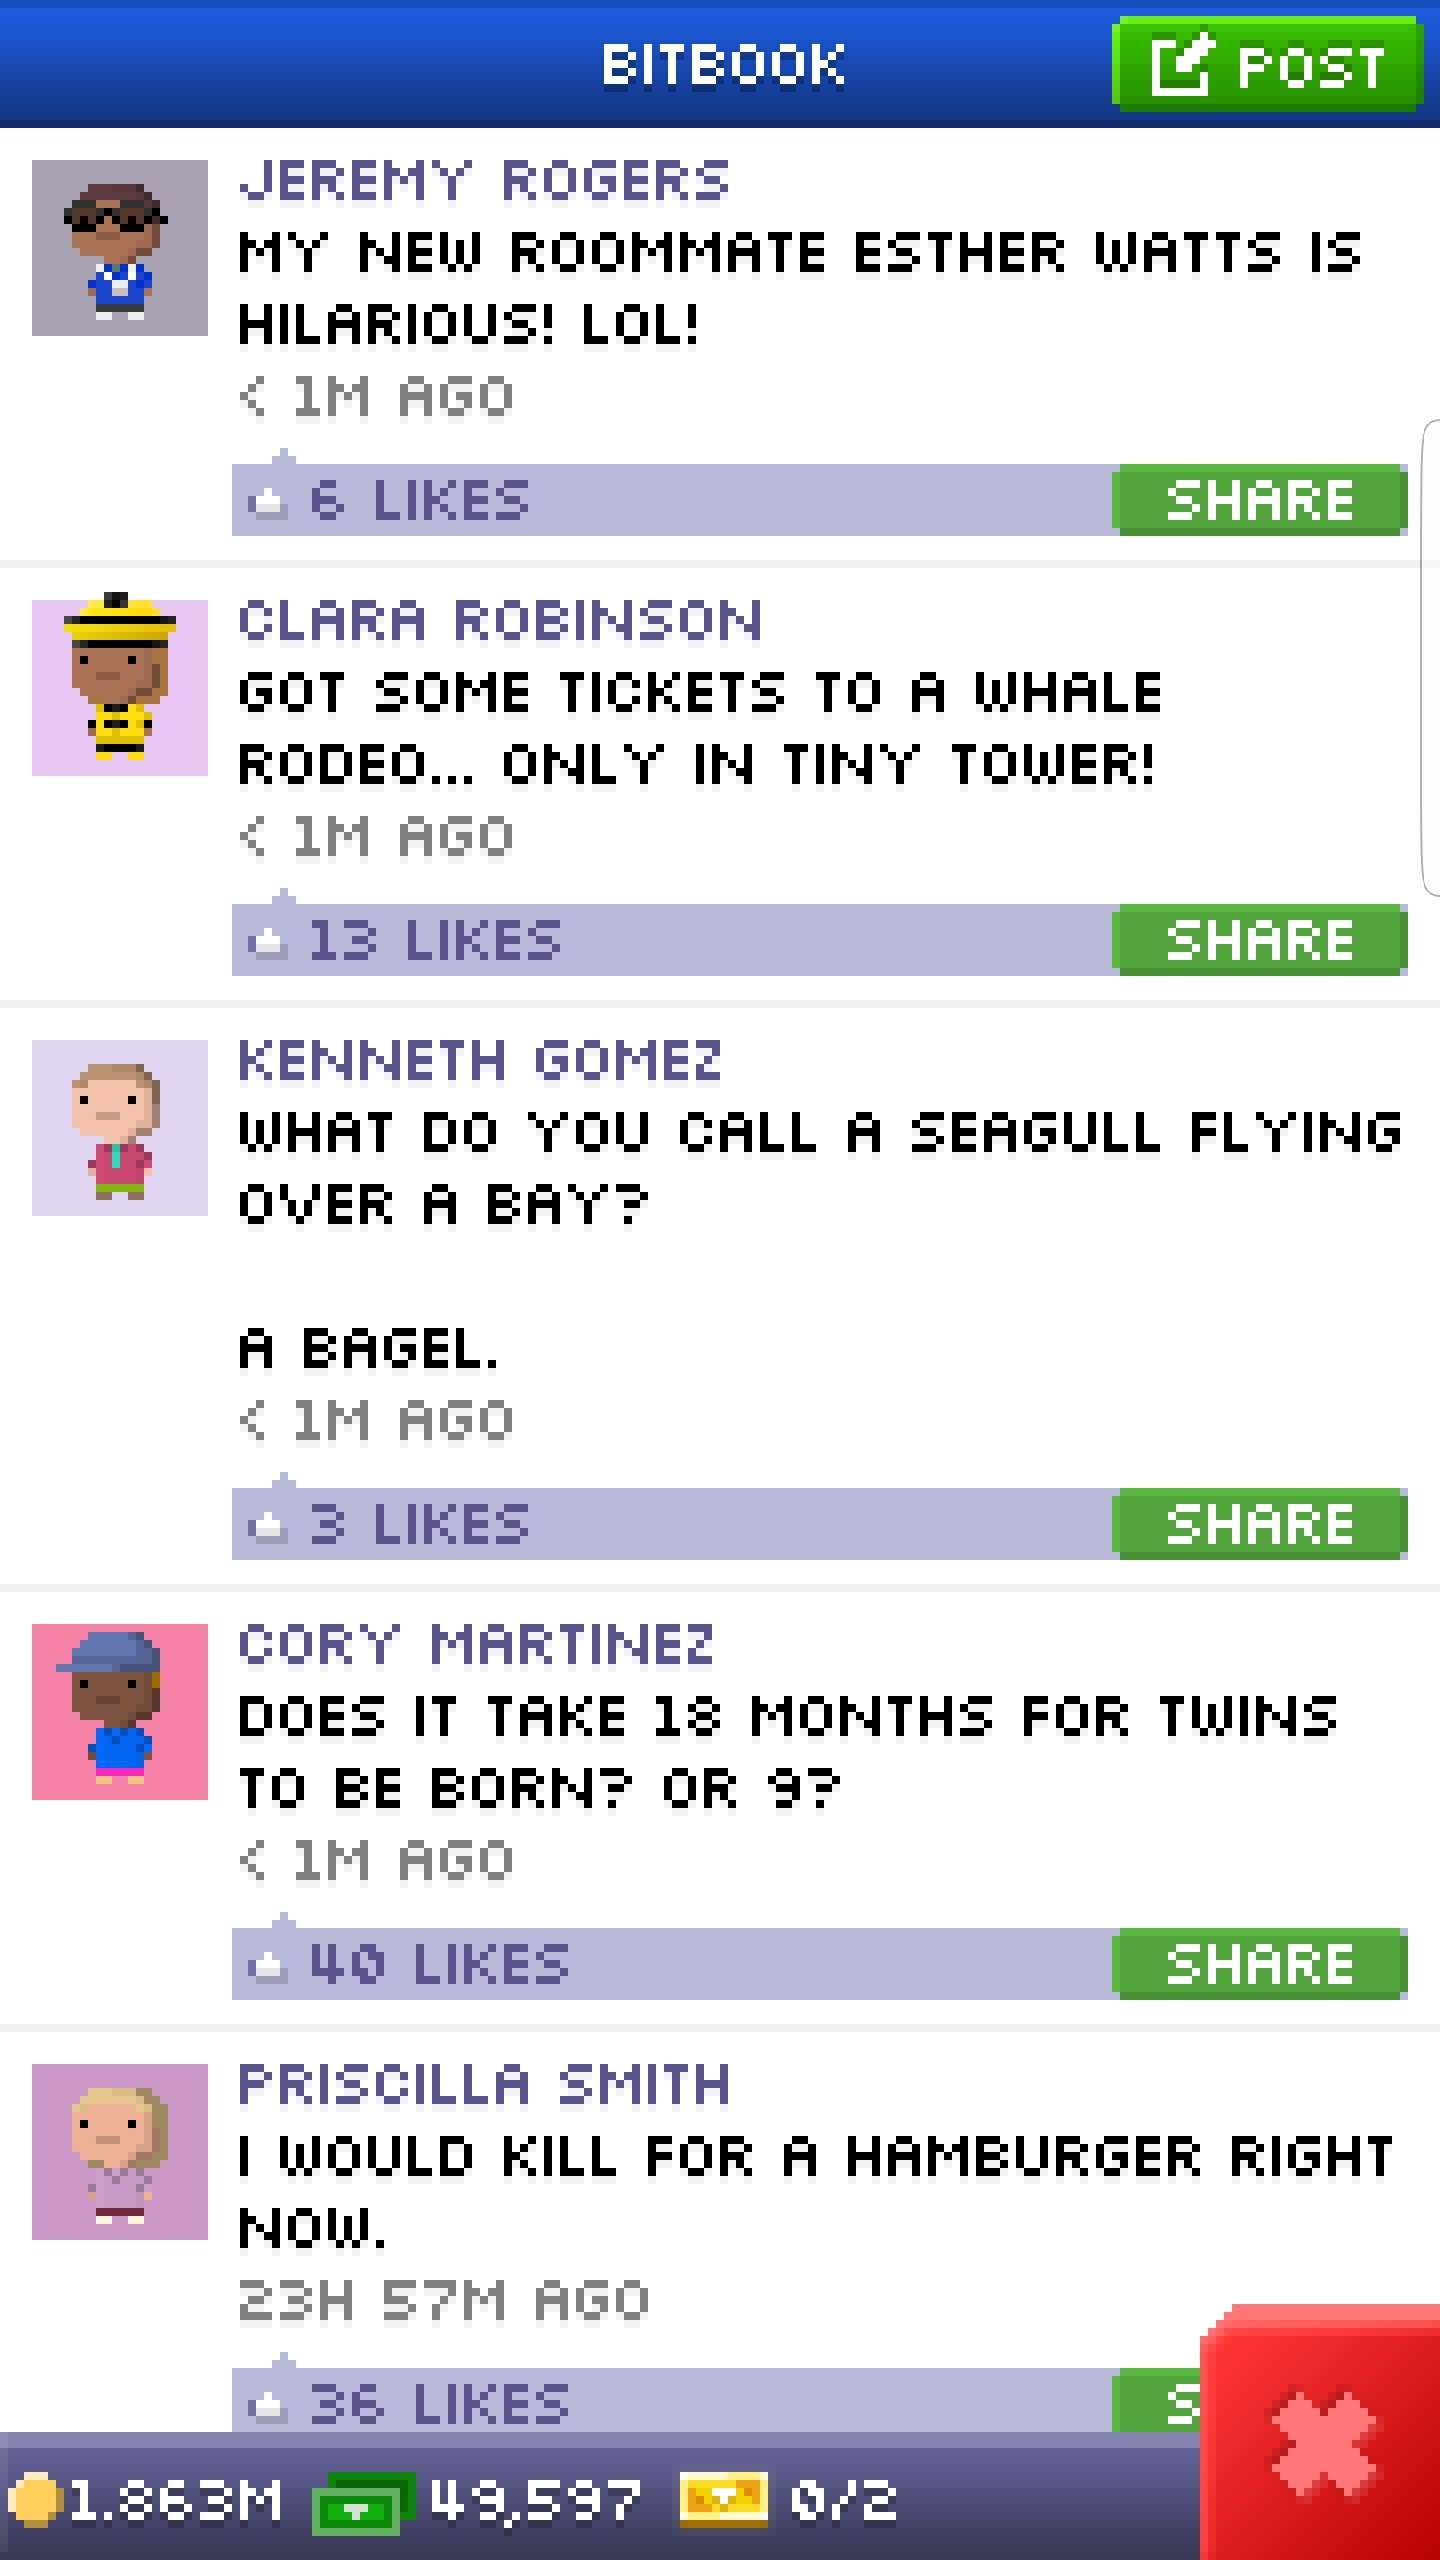 BITBOOK
POST
JEREMY ROGERS
MY NEW ROOMMATE ESTHER WATTS IS
HILARIOUS! LOL!
< 1M AGO
6 LIKES
SHARE
CLARA ROBINSON
GOT SOME TICKETS TO A WHALE
RODEO... ONLY IN TINY TOWER!
< 1M AGO
13 LIKES
SHARE
KENNETH GOMEZ
WHAT DO YOU CALL A SEAGULL FLYING
OVER A BAY?
A BAGEL.
< 1M AGO
3 LIKES
SHARE
CORY MARTINEZ
DOES IT TAKE 18 MONTHS FOR TWINS
TO BE BORN? OR 9?
< 1M AGO
40 LIKES
SHARE
PRISCILLA SMITH
I WOULD KILL FOR A HAMBURGER RIGHT
NOW.
23H 57M AGO
36 LIKES
1.863M
49,597
0/2